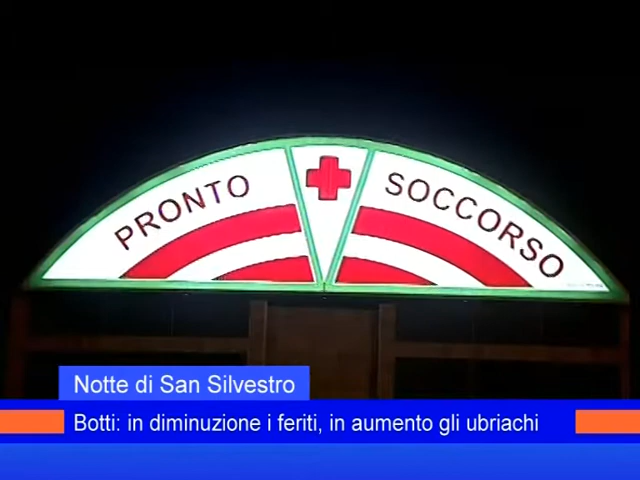 PRONTO SOCCORSO
Notte di San Silvestro
Botti: in diminuzione i feriti, in aumento gli ubriachi